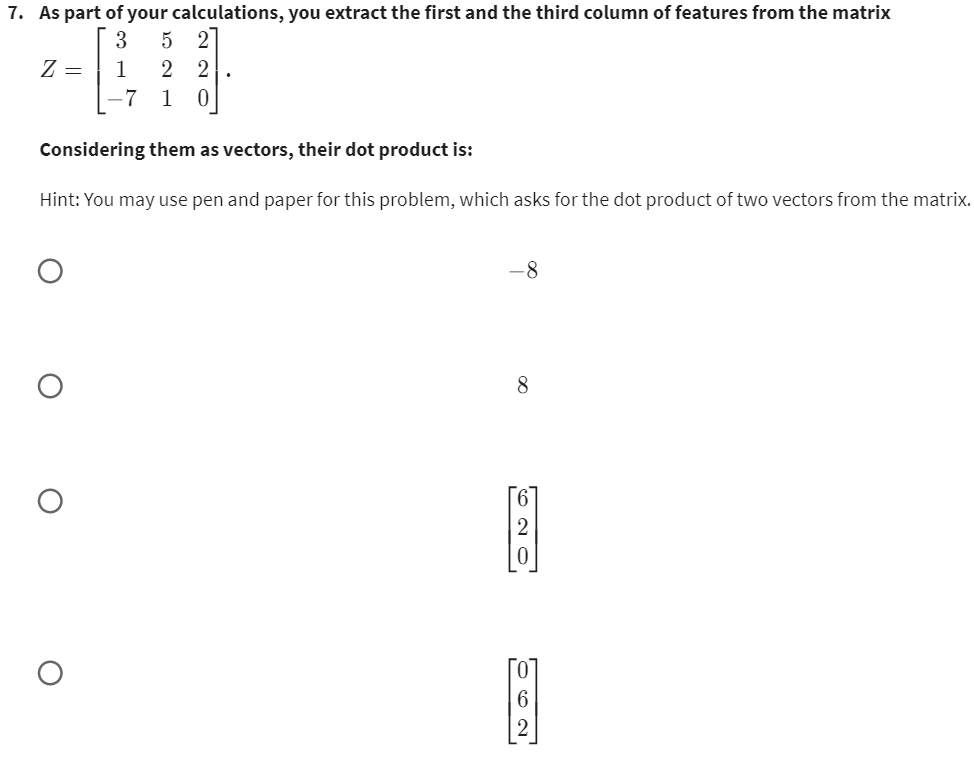 7. As part of your calculations, you extract the first and the third column of features from the matrix
Z = [3 5 2
1 2 2
−7 1 0].
Considering them as vectors, their dot product is:
Hint: You may use pen and paper for this problem, which asks for the dot product of two vectors from the matrix.
−8
8
[6
2
0]
[0
6
2]